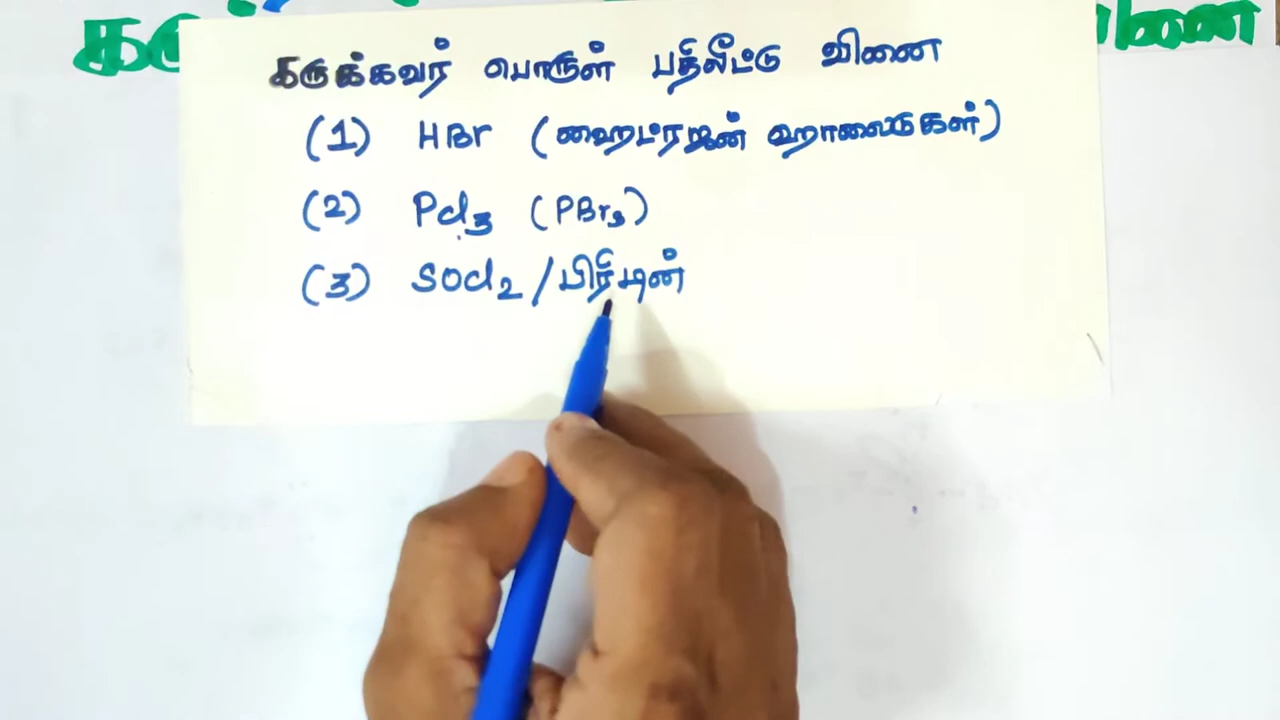 கருக்கவர் பொருள் பதிலீட்டு வினை
(1) HBr (ஹைட்ரஜன் ஹாலைடுகள்)
(2) PCl3 (PBr3)
(3) SOCl2 / பிரிடின்